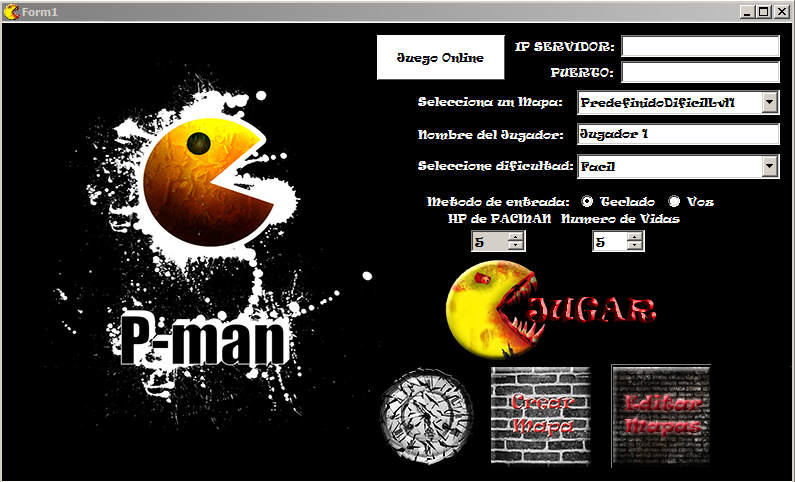 Form1
Juego Online
IP SERVIDOR:
PUERTO:
Selecciona un Mapa:
PredefinidoDificilLvl1
Nombre del Jugador:
Jugador 1
Seleccione dificultad:
Facil
Metodo de entrada:
Teclado
Voz
HP de PACMAN
Numero de Vidas
5
5
JUGAR
P-man
Crear
Mapa
Editar
Mapas